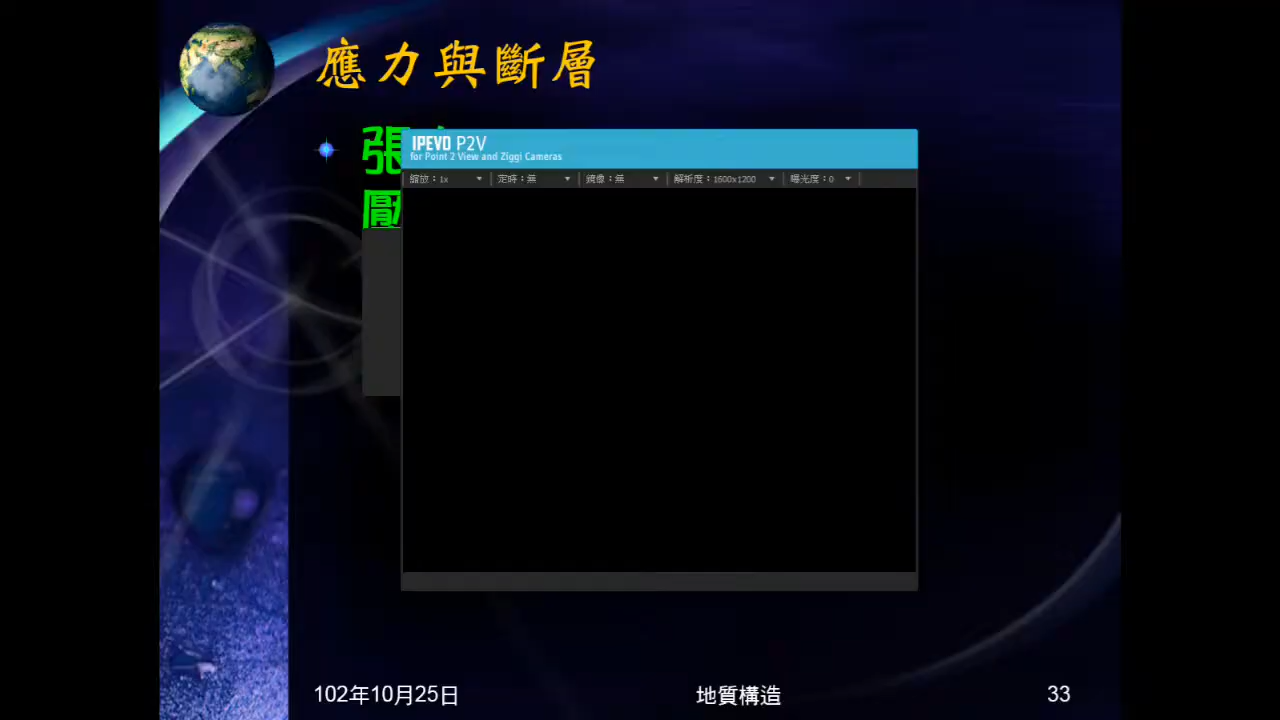 應力與斷層
張
IPEVO P2V
for Point 2 View and Ziggi Cameras
縮放：1x 定時：無 鏡像：無 解析度：1600x1200 曝光度：0
102年10月25日 地質構造 33